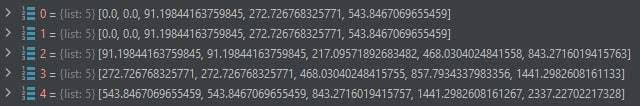 0 = {list: 5} [0.0, 0.0, 91.19844163759845, 272.726768325771, 543.8467069655459]
1 = {list: 5} [0.0, 0.0, 91.19844163759845, 272.726768325771, 543.8467069655459]
2 = {list: 5} [91.19844163759845, 91.19844163759845, 217.09571892683482, 468.0304024841558, 843.2716019415763]
3 = {list: 5} [272.726768325771, 272.726768325771, 468.03040248415755, 857.7934337983356, 1441.2982608161133]
4 = {list: 5} [543.8467069655459, 543.8467069655459, 843.2716019415757, 1441.2982608161267, 2337.22702217328]